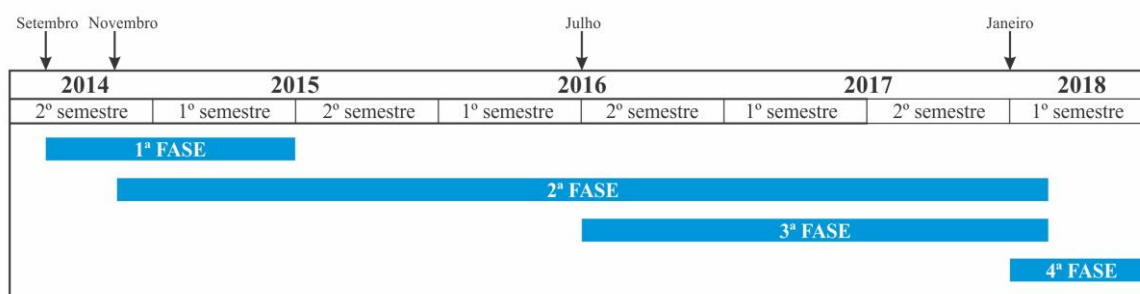 Setembro Novembro Julho Janeiro
2014 2015 2016 2017 2018
2º semestre 1º semestre 2º semestre 1º semestre 2º semestre 1º semestre 2º semestre 1º semestre
1ª FASE
2ª FASE
3ª FASE
4ª FASE